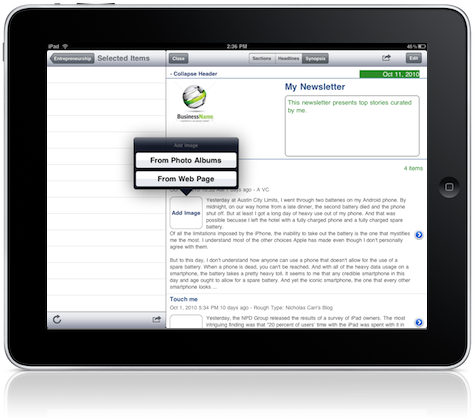 iPad 2:36 PM 45%
Entrepreneurship Selected Items Close Sections Headlines Synopsis Edit
- Collapse Header Oct 11, 2010
My Newsletter
This newsletter presents top stories curated
by me.
BusinessName
Add Image
From Photo Albums
From Web Page
4 items
days ago - A VC
Add Image
Yesterday at Austin City Limits, I went through two batteries on my Android phone. By
midnight, on our way home from a late dinner, the second battery died and the phone
shut off. But at least I got a long day of heavy use out of my phone. And that was
possible because I left the hotel with a fully charged phone and a fully charged
battery.
Of all the limitations imposed by the iPhone, the inability to take out the battery is the one that mystifies
me the most. I understand most of the other choices Apple has made even though I don't personally
agree with them.
But to this day, I don't understand how anyone can use a phone that doesn't allow for the use of a
spare battery. When a phone is dead, you can't be reached. And with all of the heavy data usage on a
smartphone, the battery takes a pretty heavy toll. It seems to me that any credible smartphone in this
day and age ought to allow for a spare battery. And yet the iconic smartphone, the one that every other
smartphone looks ...
Touch me
Oct 1, 2010 5:34 PM 10 days ago - Rough Type: Nicholas Carr's Blog
Yesterday, the NPD Group released the results of a survey of iPad owners. The most
intriguing finding was that "20 percent of users' time with the iPad was spent with it in